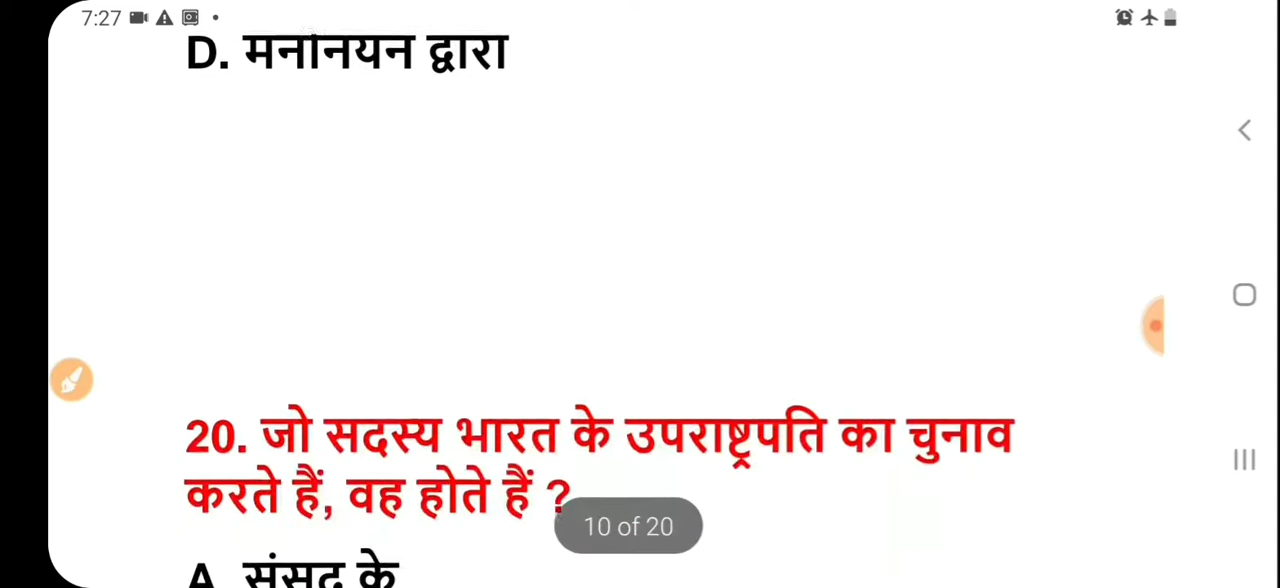 7:27
D. मनोनयन द्वारा
20. जो सदस्य भारत के उपराष्ट्रपति का चुनाव
करते हैं, वह होते हैं ?
10 of 20
A. संसद के